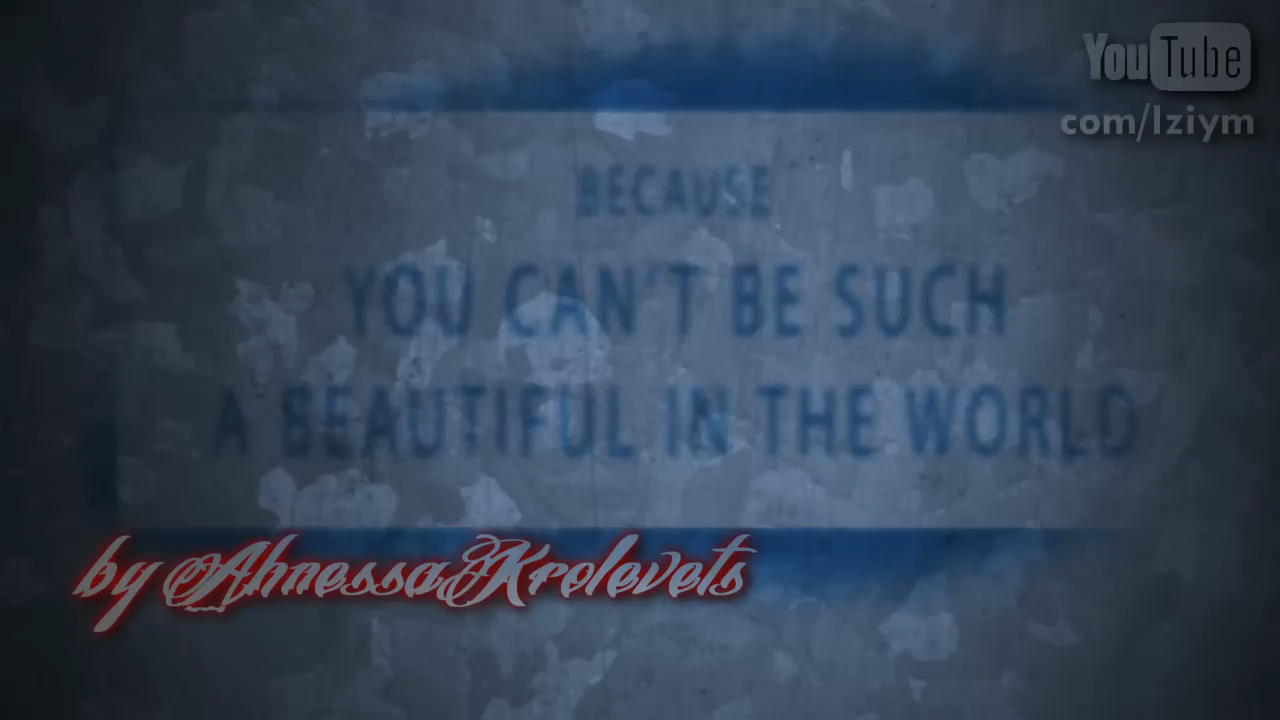 YouTube
com/lziym
BECAUSE
YOU CAN'T BE SUCH
A BEAUTIFUL IN THE WORLD
by AhnessaKrolevets